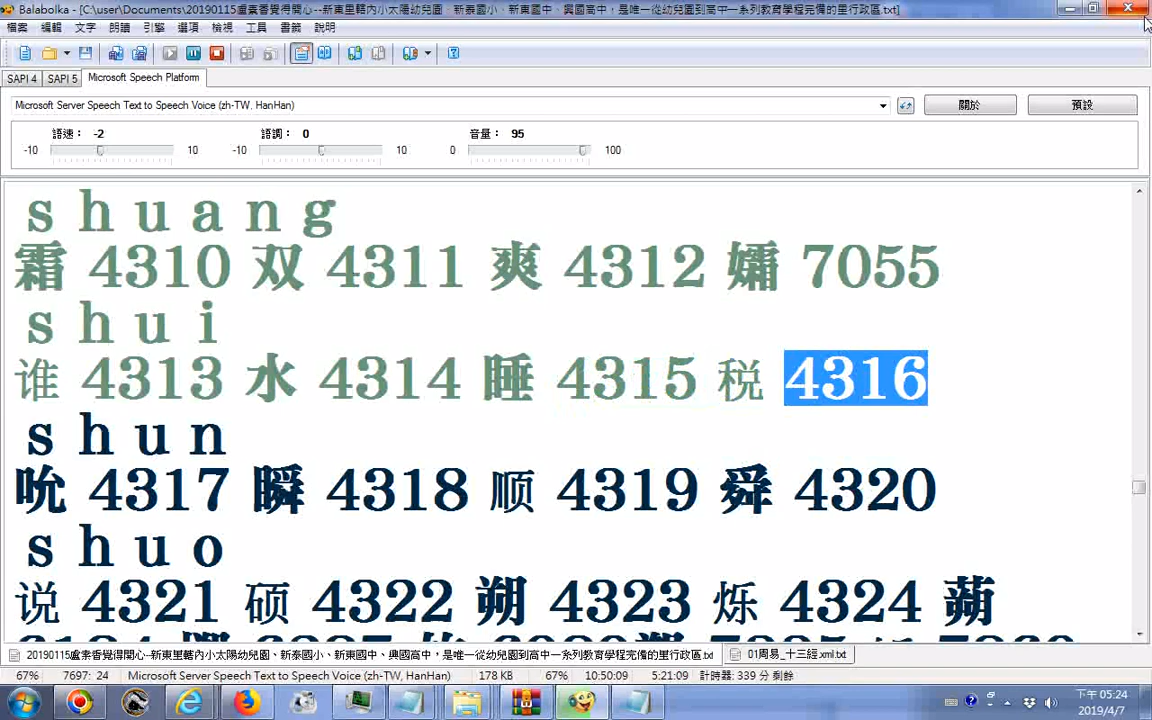 Balabolka - [C:\user\Documents\20190115盧素香覺得開心--新東里轄內小太陽幼兒園、新泰國小、新東國中、興國高中，是唯一從幼兒園到高中一系列教育學程完備的里行政區.txt]
檔案 編輯 文字 朗讀 引擎 選項 檢視 工具 書籤 說明
SAPI 4 SAPI 5 Microsoft Speech Platform
Microsoft Server Speech Text to Speech Voice (zh-TW, HanHan) 關於 預設
語速： -2 語調： 0 音量： 95
-10 10 -10 10 0 100
s h u a n g
霜 4310 双 4311 爽 4312 孀 7055
s h u i
谁 4313 水 4314 睡 4315 税 4316
s h u n
吮 4317 瞬 4318 顺 4319 舜 4320
s h u o
说 4321 硕 4322 朔 4323 烁 4324 蒴
20190115盧素香覺得開心--新東里轄內小太陽幼兒園、新泰國小、新東國中、興國高中，是唯一從幼兒園到高中一系列教育學程完備的里行政區.txt 01周易_十三經.xml.txt
67% 7697: 24 Microsoft Server Speech Text to Speech Voice (zh-TW, HanHan) 178 KB 67% 10:50:09 5:21:09 計時器: 339 分 剩餘
下午 05:24
2019/4/7